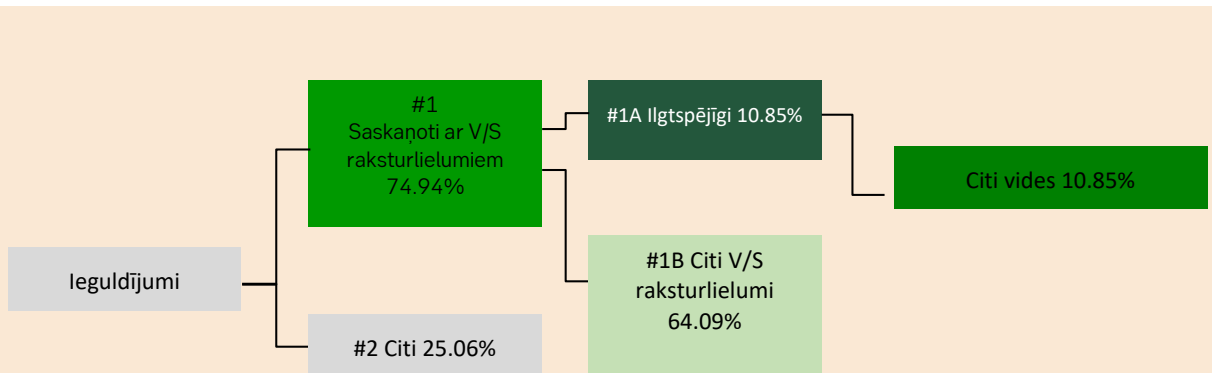 Ieguldījumi
#1
Saskaņoti ar V/S
raksturlielumiem
74.94%
#2 Citi 25.06%
#1A Ilgtspējīgi 10.85%
#1B Citi V/S
raksturlielumi
64.09%
Citi vides 10.85%